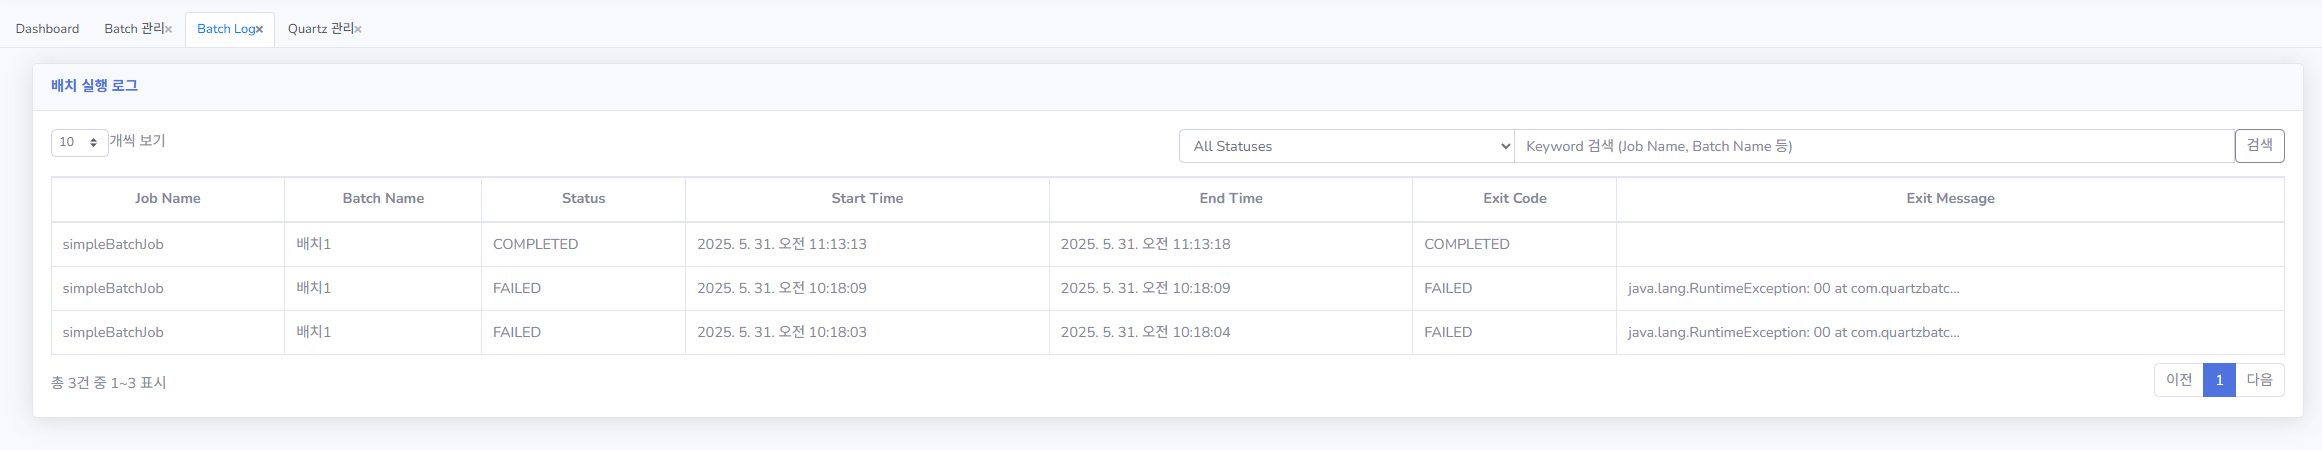 Dashboard Batch 관리× Batch Log× Quartz 관리×
배치 실행 로그
10 개씩 보기 All Statuses Keyword 검색 (Job Name, Batch Name 등) 검색
Job Name Batch Name Status Start Time End Time Exit Code Exit Message
simpleBatchJob 배치1 COMPLETED 2025. 5. 31. 오전 11:13:13 2025. 5. 31. 오전 11:13:18 COMPLETED
simpleBatchJob 배치1 FAILED 2025. 5. 31. 오전 10:18:09 2025. 5. 31. 오전 10:18:09 FAILED java.lang.RuntimeException: 00 at com.quartzbatc...
simpleBatchJob 배치1 FAILED 2025. 5. 31. 오전 10:18:03 2025. 5. 31. 오전 10:18:04 FAILED java.lang.RuntimeException: 00 at com.quartzbatc...
총 3건 중 1~3 표시 이전 1 다음